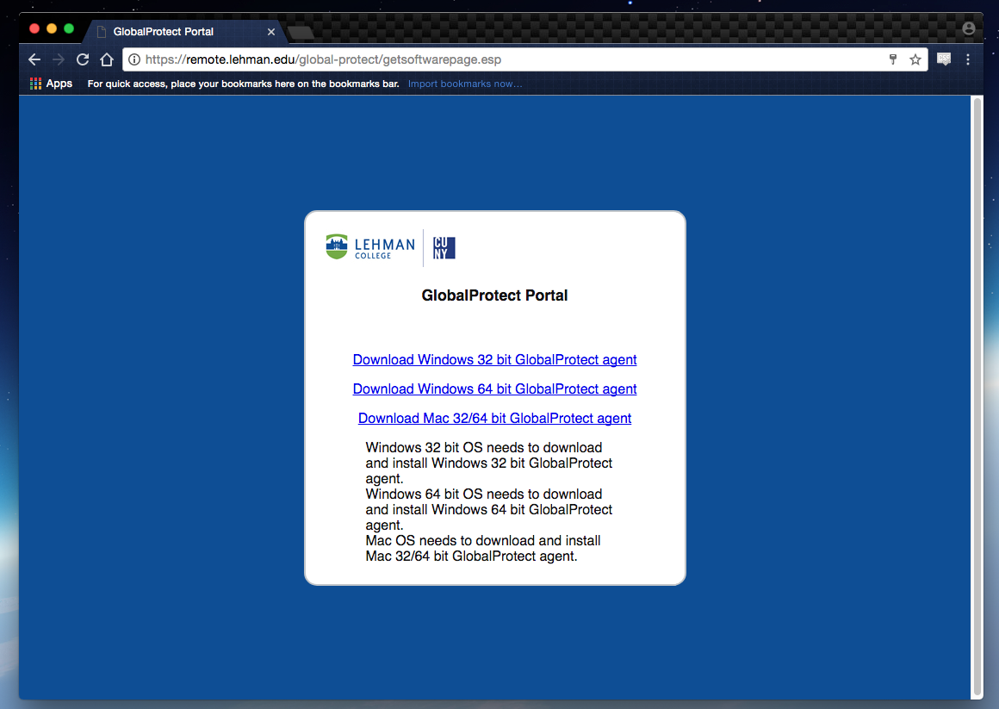 GlobalProtect Portal
https://remote.lehman.edu/global-protect/getsoftwarepage.esp
CSS
Apps For quick access, place your bookmarks here on the bookmarks bar. Import bookmarks now...
LEHMAN
COLLEGE
CU
NY
GlobalProtect Portal
Download Windows 32 bit GlobalProtect agent
Download Windows 64 bit GlobalProtect agent
Download Mac 32/64 bit GlobalProtect agent
Windows 32 bit OS needs to download
and install Windows 32 bit GlobalProtect
agent.
Windows 64 bit OS needs to download
and install Windows 64 bit GlobalProtect
agent.
Mac OS needs to download and install
Mac 32/64 bit GlobalProtect agent.